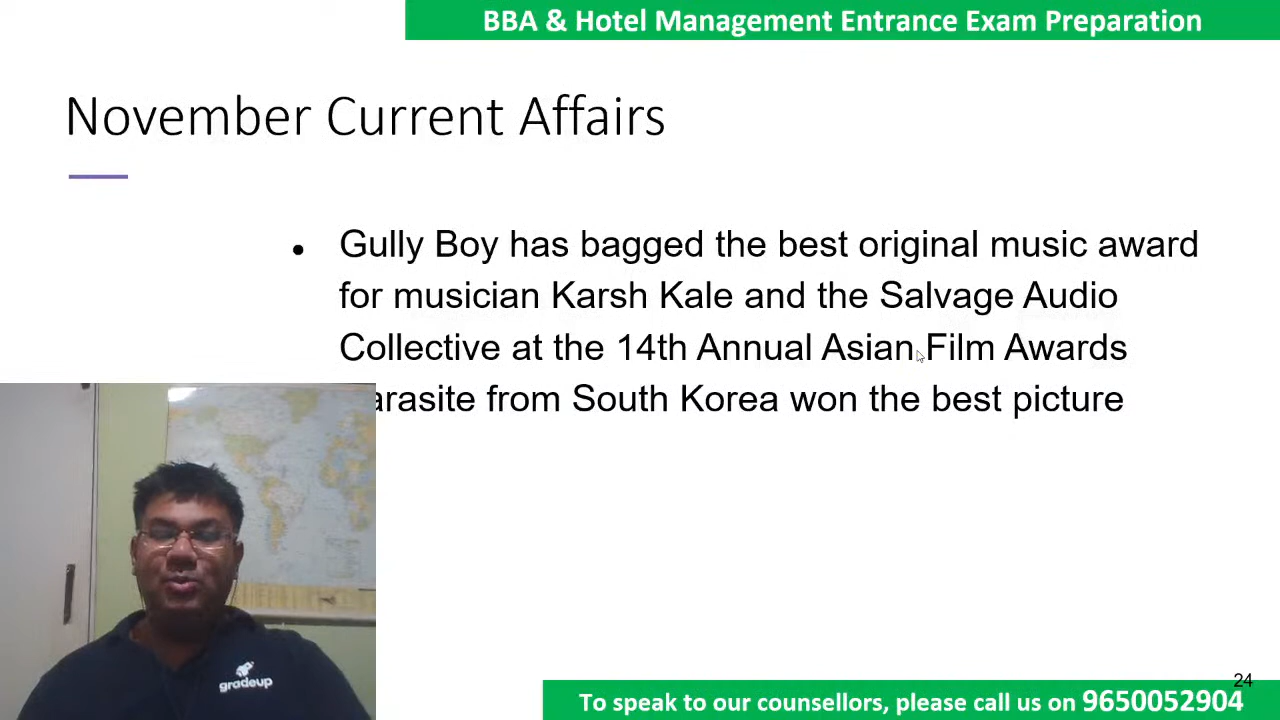 BBA & Hotel Management Entrance Exam Preparation
November Current Affairs
• Gully Boy has bagged the best original music award
for musician Karsh Kale and the Salvage Audio
Collective at the 14th Annual Asian Film Awards
arasite from South Korea won the best picture
gradeup
24
To speak to our counsellors, please call us on 9650052904